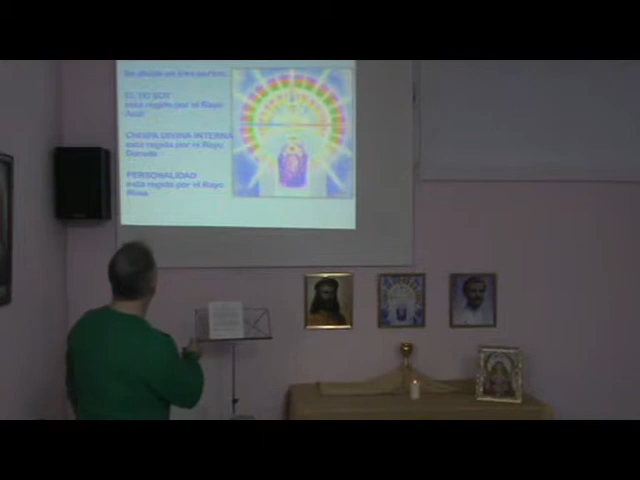 Se divide en tres partes:
EL YO SOY
está regida por el Rayo
Azul
CHISPA DIVINA INTERNA
está regida por el Rayo
Dorado
PERSONALIDAD
está regida por el Rayo
Rosa